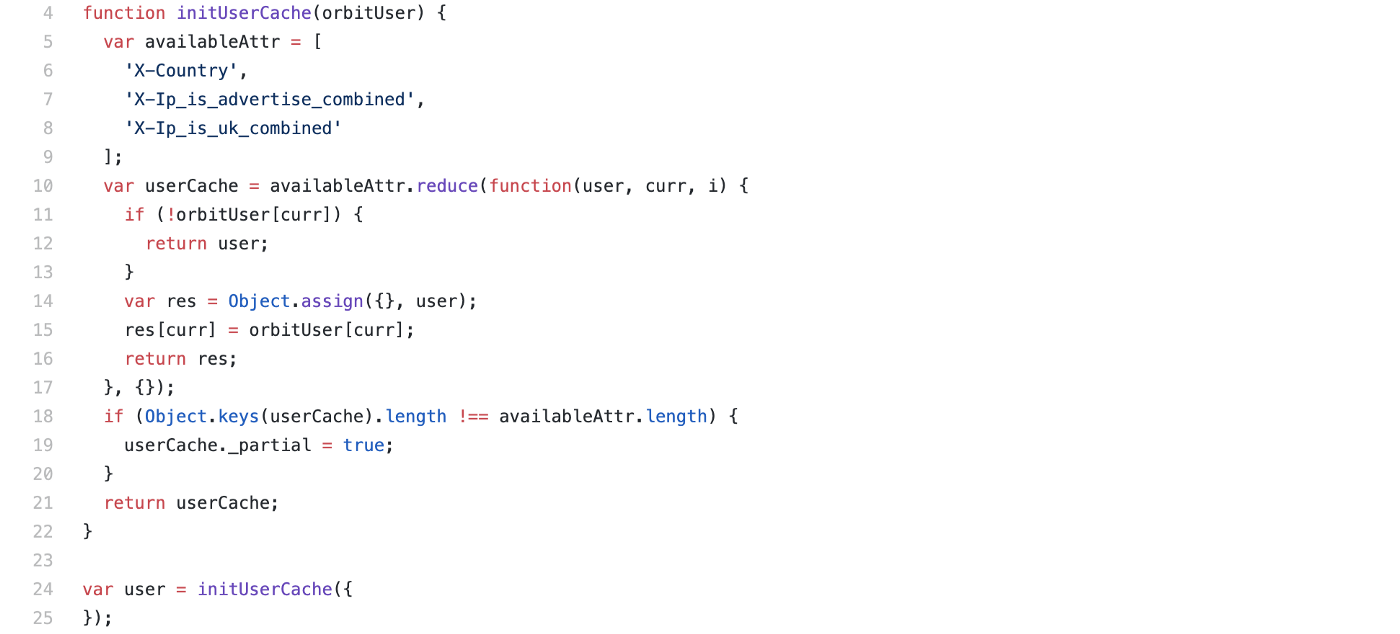 4 function initUserCache(orbitUser) {
5 var availableAttr = [
6 'X-Country',
7 'X-Ip_is_advertise_combined',
8 'X-Ip_is_uk_combined'
9 ];
10 var userCache = availableAttr.reduce(function(user, curr, i) {
11 if (!orbitUser[curr]) {
12 return user;
13 }
14 var res = Object.assign({}, user);
15 res[curr] = orbitUser[curr];
16 return res;
17 }, {});
18 if (Object.keys(userCache).length !== availableAttr.length) {
19 userCache._partial = true;
20 }
21 return userCache;
22 }
23
24 var user = initUserCache({
25 });